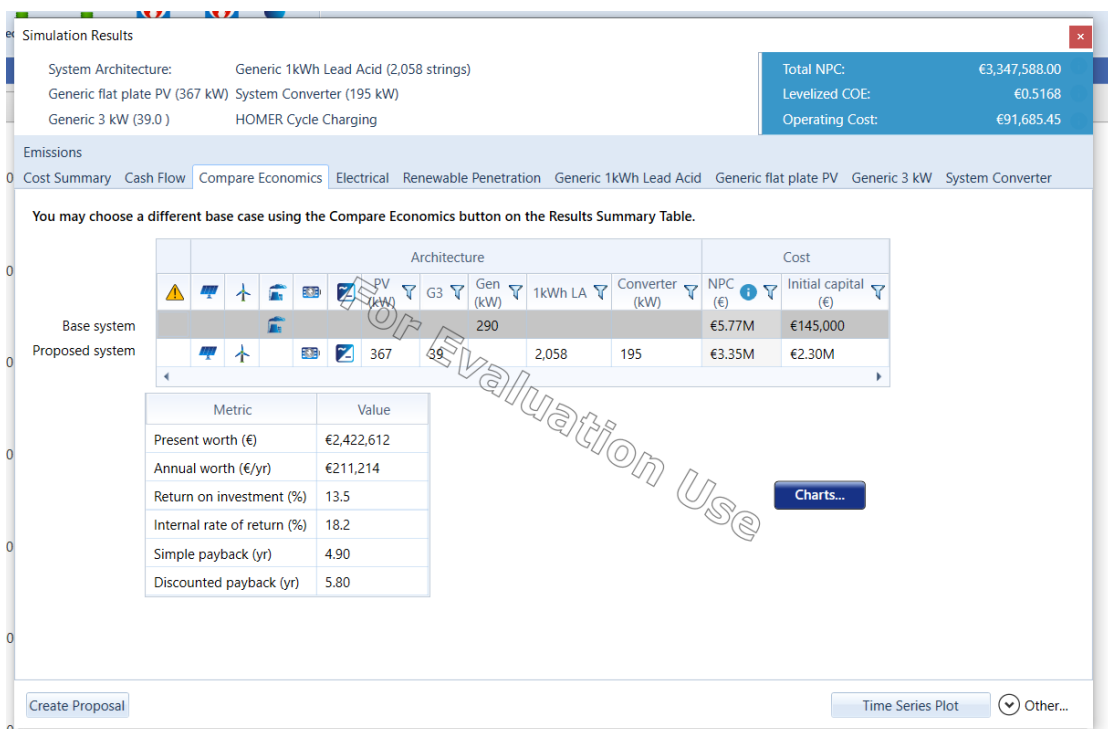 Simulation Results
System Architecture: Generic 1kWh Lead Acid (2,058 strings) Total NPC: €3,347,588.00
Generic flat plate PV (367 kW) System Converter (195 kW) Levelized COE: €0.5168
Generic 3 kW (39.0 ) HOMER Cycle Charging Operating Cost: €91,685.45
Emissions
Cost Summary Cash Flow Compare Economics Electrical Renewable Penetration Generic 1kWh Lead Acid Generic flat plate PV Generic 3 kW System Converter
You may choose a different base case using the Compare Economics button on the Results Summary Table.
Architecture Cost
PV (kW) G3 Gen (kW) 1kWh LA Converter (kW) NPC (€) Initial capital (€)
Base system 290 €5.77M €145,000
Proposed system 367 39 2,058 195 €3.35M €2.30M
Metric Value
Present worth (€) €2,422,612
Annual worth (€/yr) €211,214
Return on investment (%) 13.5
Internal rate of return (%) 18.2
Simple payback (yr) 4.90
Discounted payback (yr) 5.80
For Evaluation Use
Charts...
Create Proposal Time Series Plot Other...